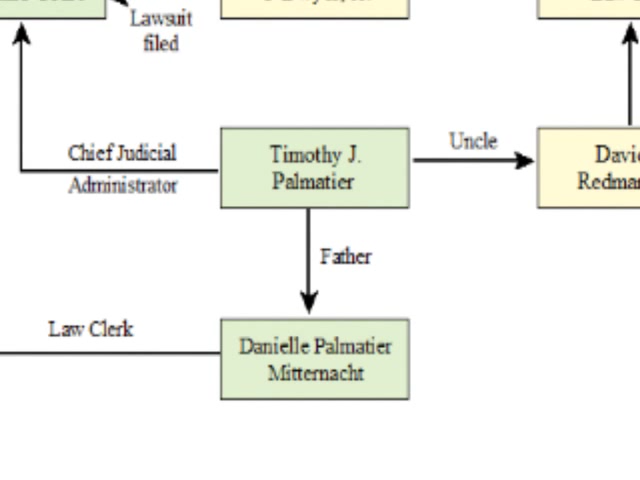 Lawsuit
filed
Chief Judicial
Administrator
Timothy J.
Palmatier
Uncle
Father
Law Clerk
Danielle Palmatier
Mitternacht